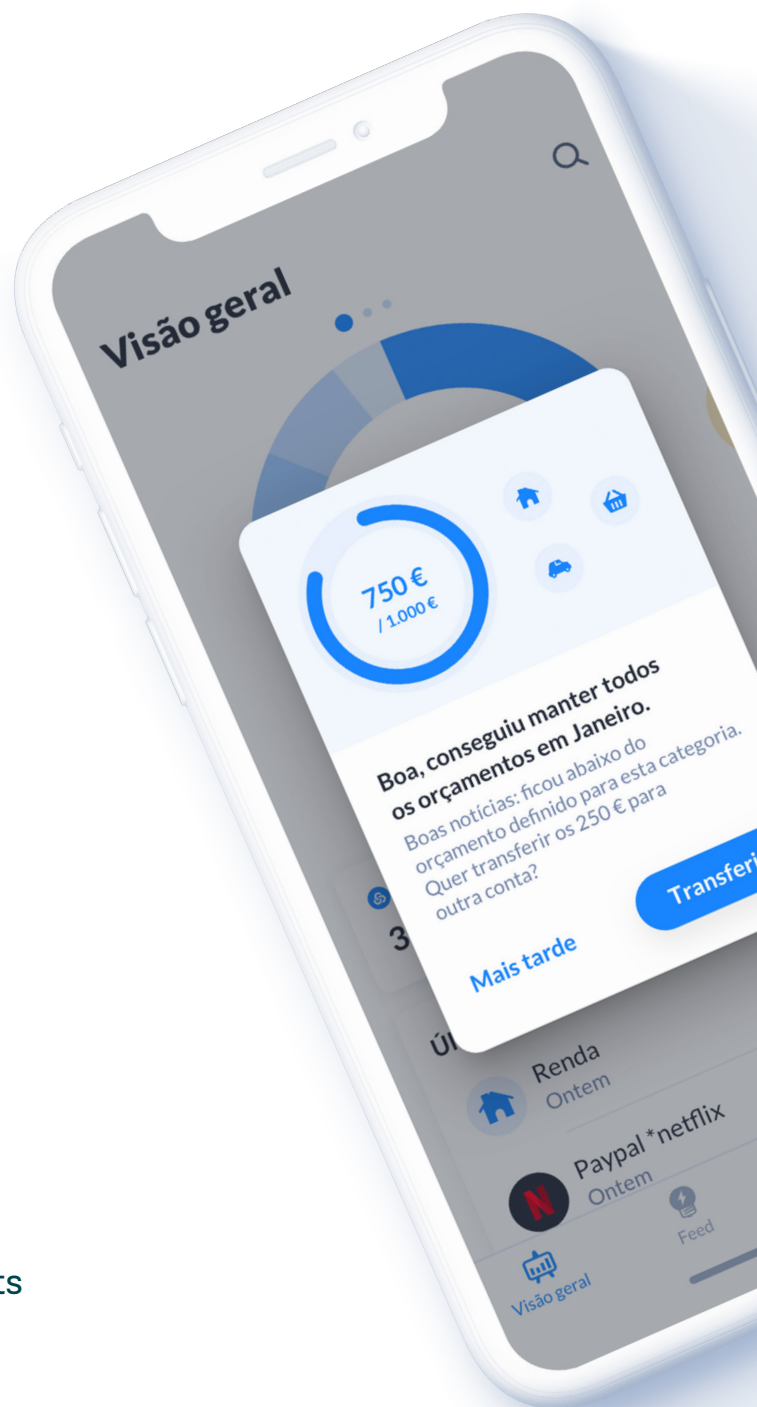 Visão geral
750 €
/ 1.000 €
Boa, conseguiu manter todos
os orçamentos em Janeiro.
Boas notícias: ficou abaixo do
orçamento definido para esta categoria.
Quer transferir os 250 € para
outra conta?
Mais tarde
3
Renda
Ontem
Paypal *netflix
Ontem
Visão geral
Feed